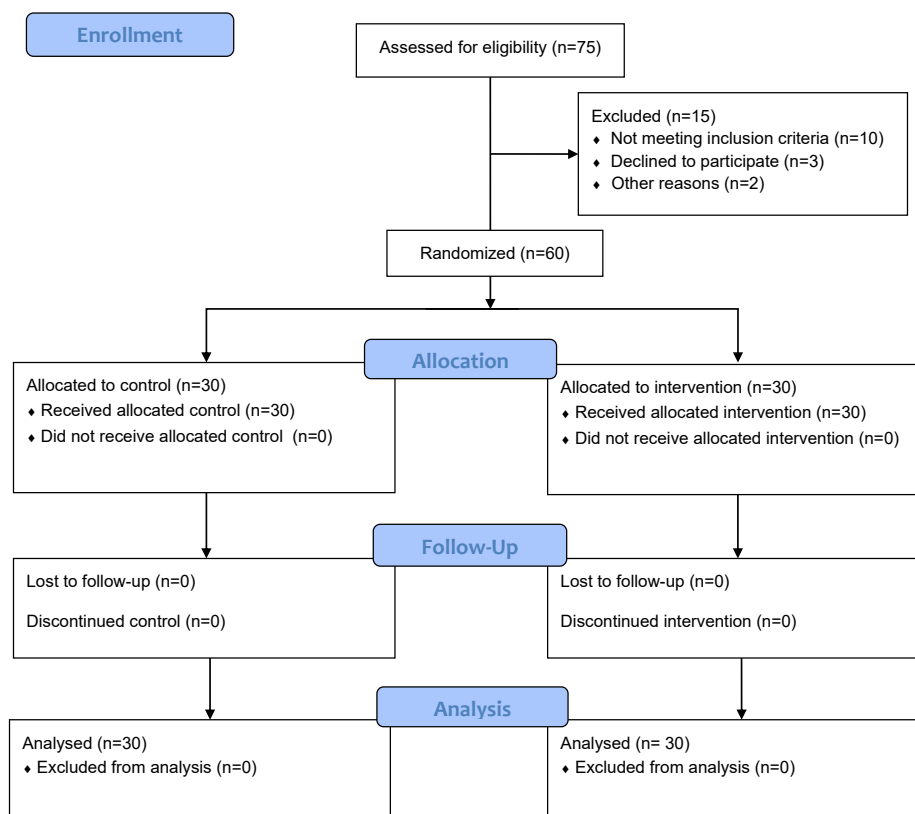 Enrollment
Assessed for eligibility (n=75)
Excluded (n=15)
♦ Not meeting inclusion criteria (n=10)
♦ Declined to participate (n=3)
♦ Other reasons (n=2)
Randomized (n=60)
Allocation
Allocated to control (n=30)
♦ Received allocated control (n=30)
♦ Did not receive allocated control (n=0)
Allocated to intervention (n=30)
♦ Received allocated intervention (n=30)
♦ Did not receive allocated intervention (n=0)
Follow-Up
Lost to follow-up (n=0)
Discontinued control (n=0)
Lost to follow-up (n=0)
Discontinued intervention (n=0)
Analysis
Analysed (n=30)
♦ Excluded from analysis (n=0)
Analysed (n= 30)
♦ Excluded from analysis (n=0)